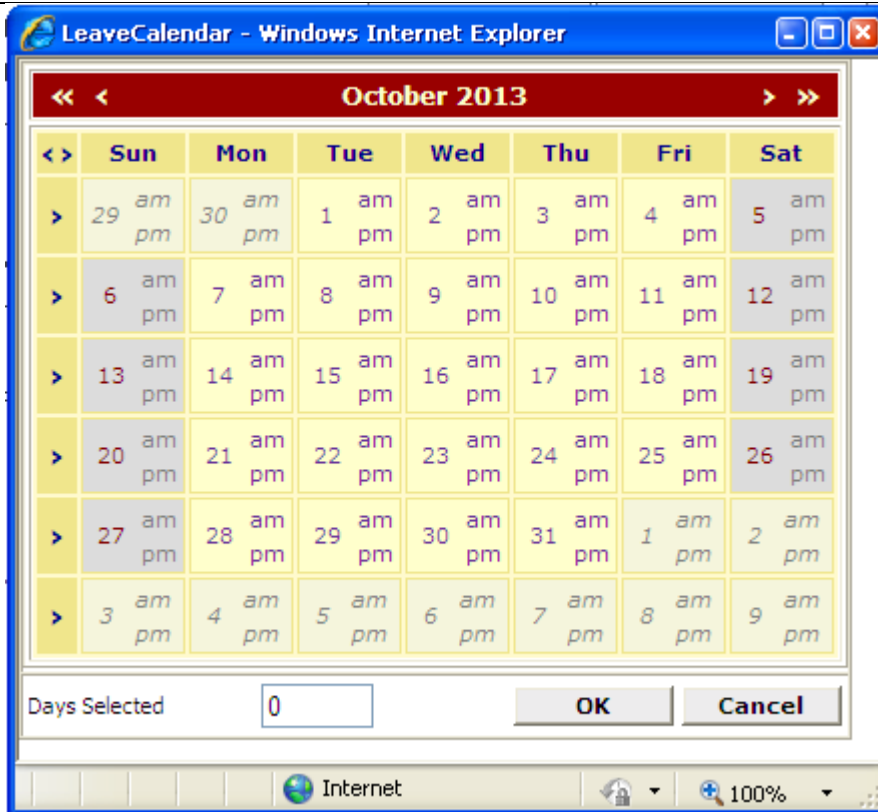 LeaveCalendar - Windows Internet Explorer
« < October 2013 > »
< > Sun Mon Tue Wed Thu Fri Sat
> 29 am pm 30 am pm 1 am pm 2 am pm 3 am pm 4 am pm 5 am pm
> 6 am pm 7 am pm 8 am pm 9 am pm 10 am pm 11 am pm 12 am pm
> 13 am pm 14 am pm 15 am pm 16 am pm 17 am pm 18 am pm 19 am pm
> 20 am pm 21 am pm 22 am pm 23 am pm 24 am pm 25 am pm 26 am pm
> 27 am pm 28 am pm 29 am pm 30 am pm 31 am pm 1 am pm 2 am pm
> 3 am pm 4 am pm 5 am pm 6 am pm 7 am pm 8 am pm 9 am pm
Days Selected 0 OK Cancel
Internet 100%